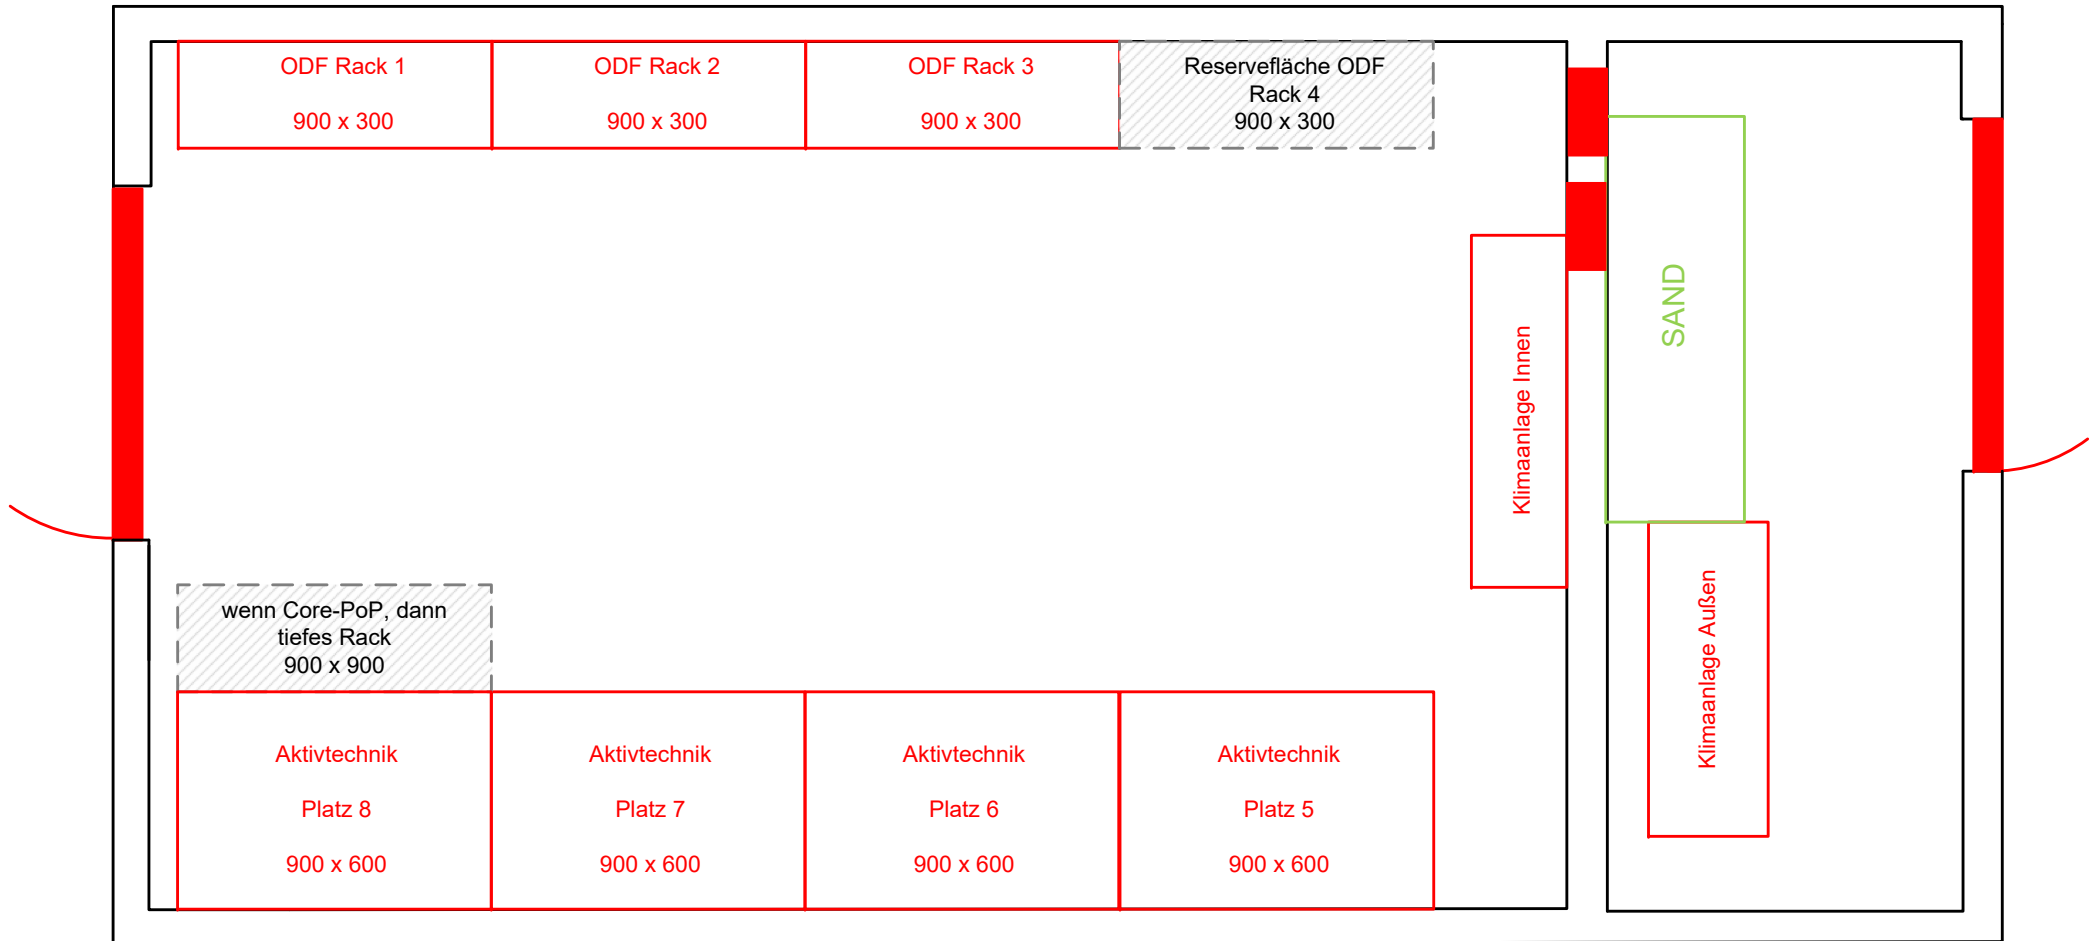 ODF Rack 1
900 x 300
ODF Rack 2
900 x 300
ODF Rack 3
900 x 300
Reservefläche ODF
Rack 4
900 x 300
SAND
Klimaanlage Innen
Klimaanlage Außen
wenn Core-PoP, dann
tiefes Rack
900 x 900
Aktivtechnik
Platz 8
900 x 600
Aktivtechnik
Platz 7
900 x 600
Aktivtechnik
Platz 6
900 x 600
Aktivtechnik
Platz 5
900 x 600